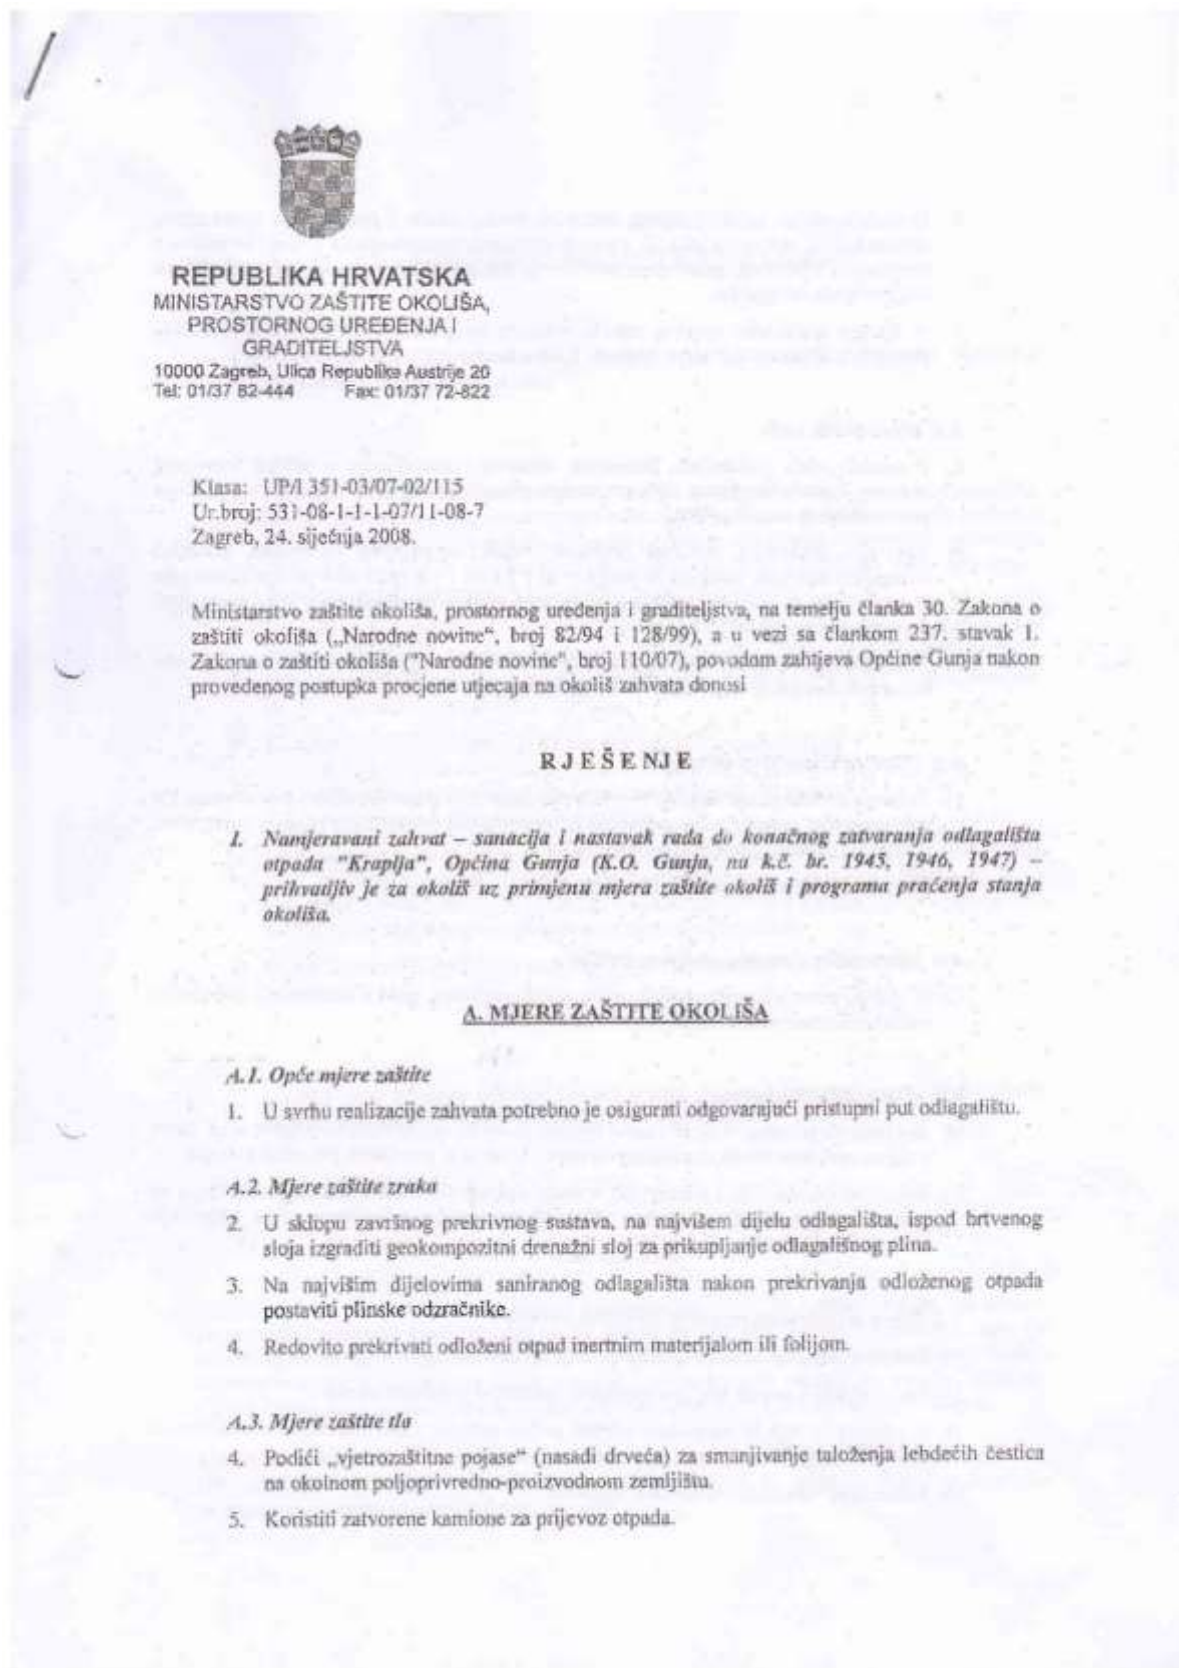 REPUBLIKA HRVATSKA
MINISTARSTVO ZAŠTITE OKOLIŠA,
PROSTORNOG UREĐENJA I
GRADITELJSTVA
10000 Zagreb, Ulica Republike Austrije 20
Tel: 01/37 82-444 Fax: 01/37 72-822
Klasa: UP/I 351-03/07-02/115
Ur.broj: 531-08-1-1-1-07/11-08-7
Zagreb, 24. siječnja 2008.
Ministarstvo zaštite okoliša, prostornog uređenja i graditeljstva, na temelju članka 30. Zakona o
zaštiti okoliša („Narodne novine“, broj 82/94 i 128/99), a u vezi sa člankom 237. stavak 1.
Zakona o zaštiti okoliša ("Narodne novine", broj 110/07), povodom zahtjeva Općine Gunja nakon
provedenog postupka procjene utjecaja na okoliš zahvata donosi
RJEŠENJE
I. Namjeravani zahvat – sanacija i nastavak rada do konačnog zatvaranja odlagališta
otpada "Kraplja", Općina Gunja (K.O. Gunja, na k.č. br. 1945, 1946, 1947) –
prihvatljiv je za okoliš uz primjenu mjera zaštite okoliš i programa praćenja stanja
okoliša.
A. MJERE ZAŠTITE OKOLIŠA
A.1. Opće mjere zaštite
1. U svrhu realizacije zahvata potrebno je osigurati odgovarajući pristupni put odlagalištu.
A.2. Mjere zaštite zraka
2. U sklopu završnog prekrivnog sustava, na najvišem dijelu odlagališta, ispod brtvenog
sloja izgraditi geokompozitni drenažni sloj za prikupljanje odlagališnog plina.
3. Na najvišim dijelovima saniranog odlagališta nakon prekrivanja odloženog otpada
postaviti plinske odzračnike.
4. Redovito prekrivati odloženi otpad inertnim materijalom ili folijom.
A.3. Mjere zaštite tla
4. Podići „vjetrozaštitne pojase“ (nasadi drveća) za smanjivanje taloženja lebdećih čestica
na okolnom poljoprivredno-proizvodnom zemljištu.
5. Koristiti zatvorene kamione za prijevoz otpada.